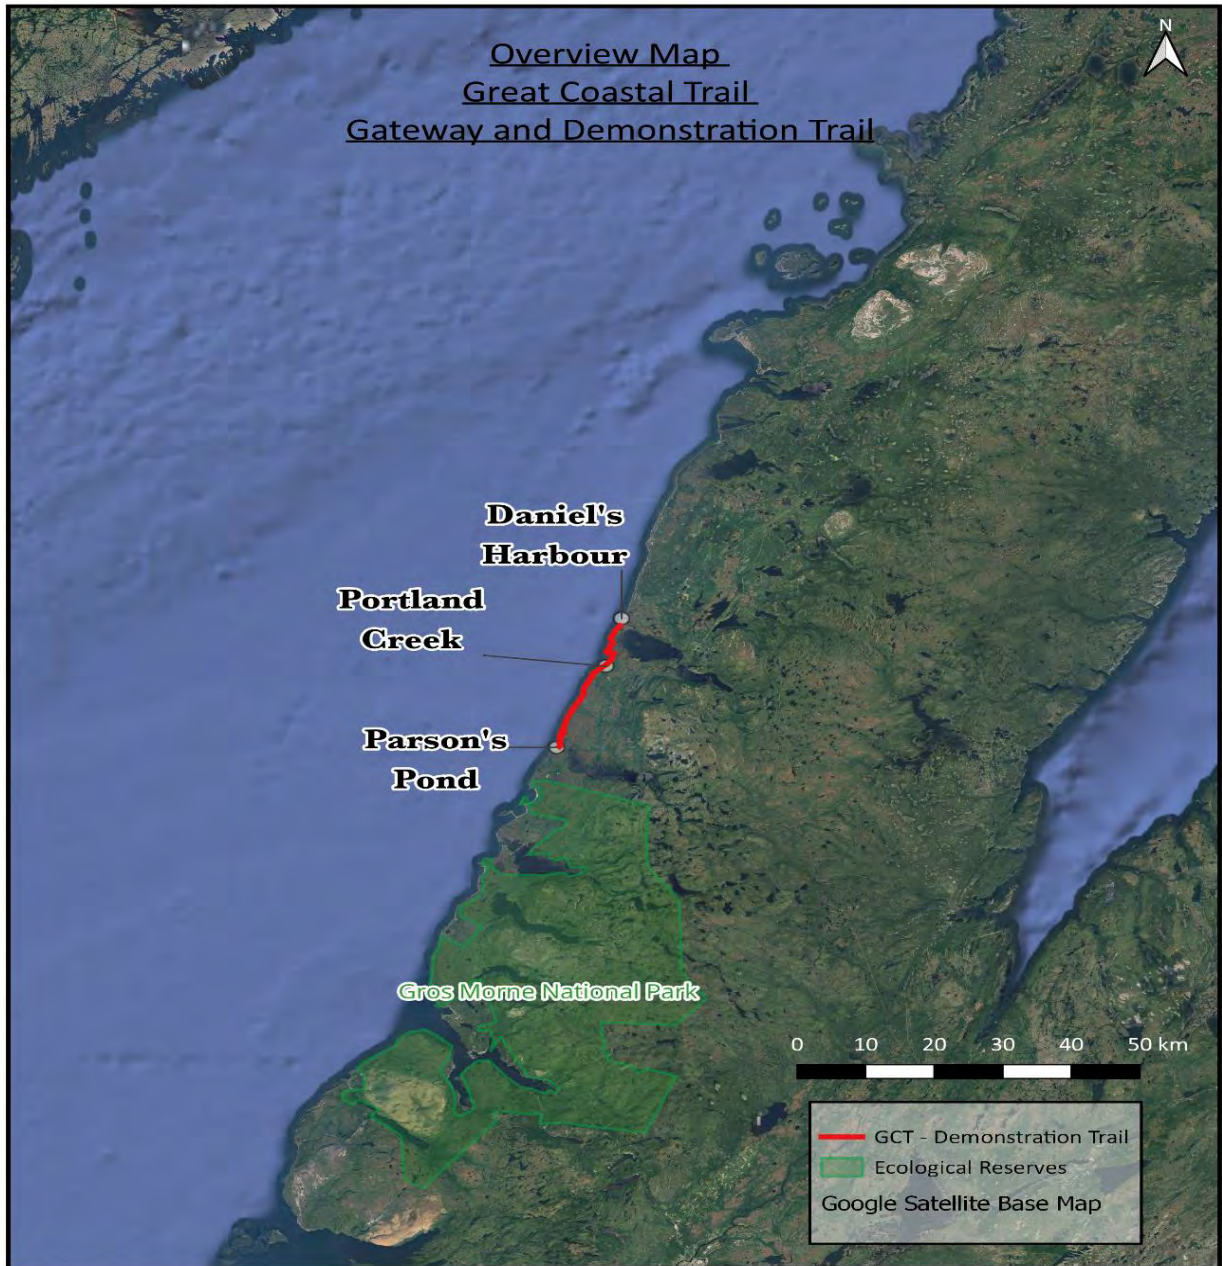 N
Overview Map
Great Coastal Trail
Gateway and Demonstration Trail
Daniel's
Harbour
Portland
Creek
Parson's
Pond
Gros Morne National Park
0 10 20 30 40 50 km
GCT - Demonstration Trail
Ecological Reserves
Google Satellite Base Map